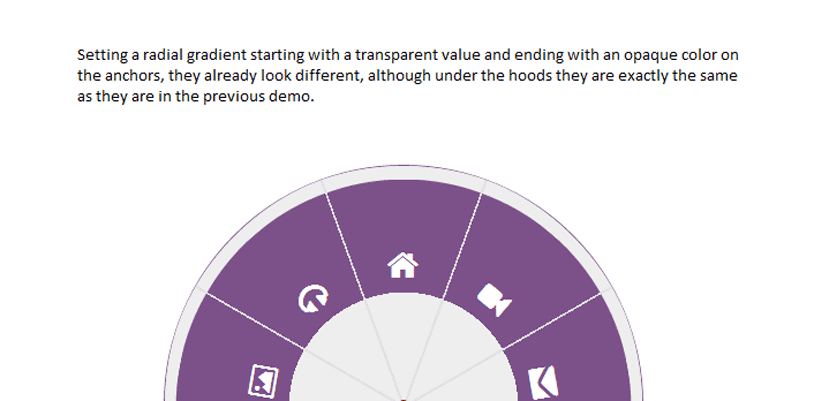 Setting a radial gradient starting with a transparent value and ending with an opaque color on
the anchors, they already look different, although under the hoods they are exactly the same
as they are in the previous demo.